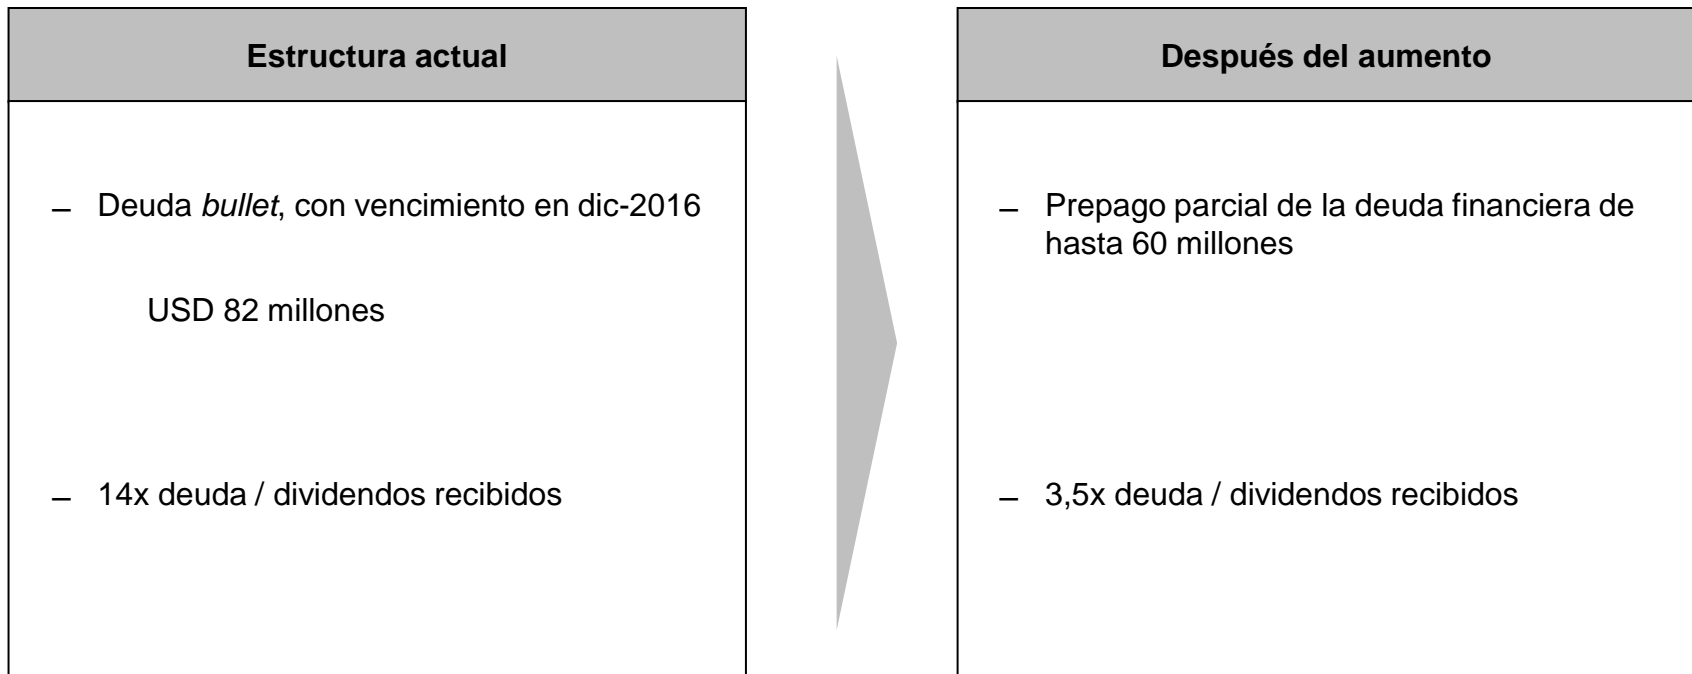 Estructura actual
– Deuda bullet, con vencimiento en dic-2016
USD 82 millones
– 14x deuda / dividendos recibidos
Después del aumento
– Prepago parcial de la deuda financiera de
hasta 60 millones
– 3,5x deuda / dividendos recibidos